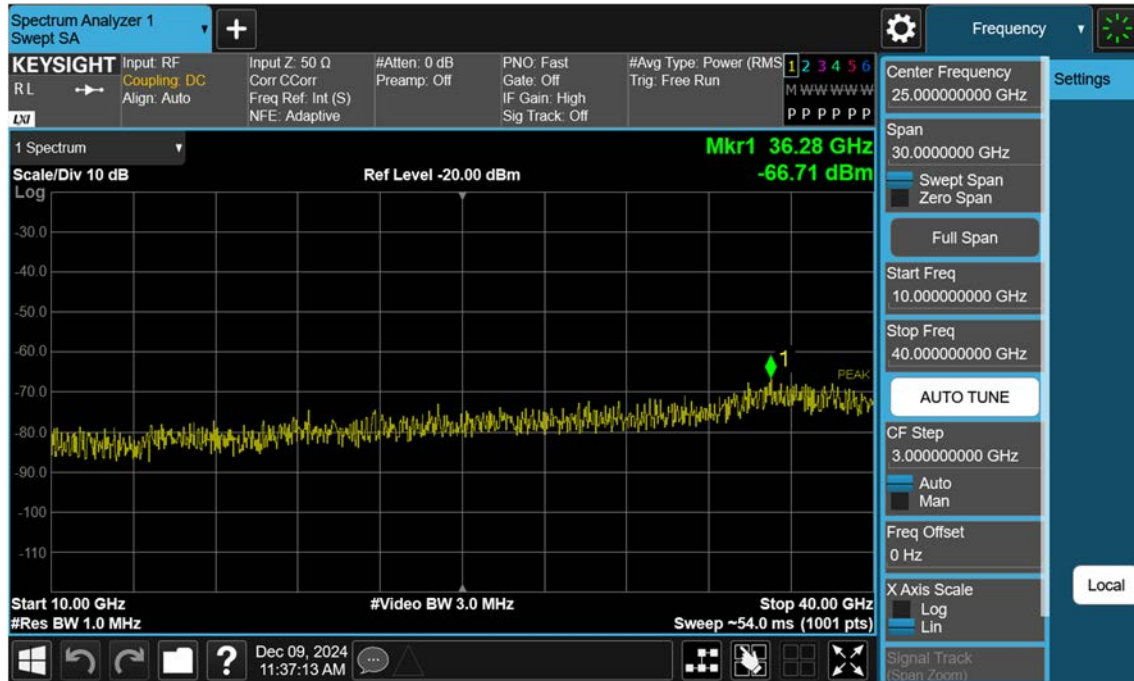 Spectrum Analyzer 1
Swept SA
Frequency
KEYSIGHT
R L
LXI
Input: RF
Coupling: DC
Align: Auto
Input Z: 50 Ω
Corr CCorr
Freq Ref: Int (S)
NFE: Adaptive
#Atten: 0 dB
Preamp: Off
PNO: Fast
Gate: Off
IF Gain: High
Sig Track: Off
#Avg Type: Power (RMS
Trig: Free Run
1 2 3 4 5 6
M W W W W W
P P P P P P
1 Spectrum
Mkr1 36.28 GHz
-66.71 dBm
Scale/Div 10 dB
Ref Level -20.00 dBm
Log
-30.0
-40.0
-50.0
-60.0
-70.0
-80.0
-90.0
-100
-110
1
PEAK
Start 10.00 GHz
#Video BW 3.0 MHz
Stop 40.00 GHz
#Res BW 1.0 MHz
Sweep ~54.0 ms (1001 pts)
Center Frequency
25.000000000 GHz
Settings
Span
30.0000000 GHz
Swept Span
Zero Span
Full Span
Start Freq
10.000000000 GHz
Stop Freq
40.000000000 GHz
AUTO TUNE
CF Step
3.000000000 GHz
Auto
Man
Freq Offset
0 Hz
X Axis Scale
Log
Lin
Local
Signal Track
(Span Zoom)
?
Dec 09, 2024
11:37:13 AM